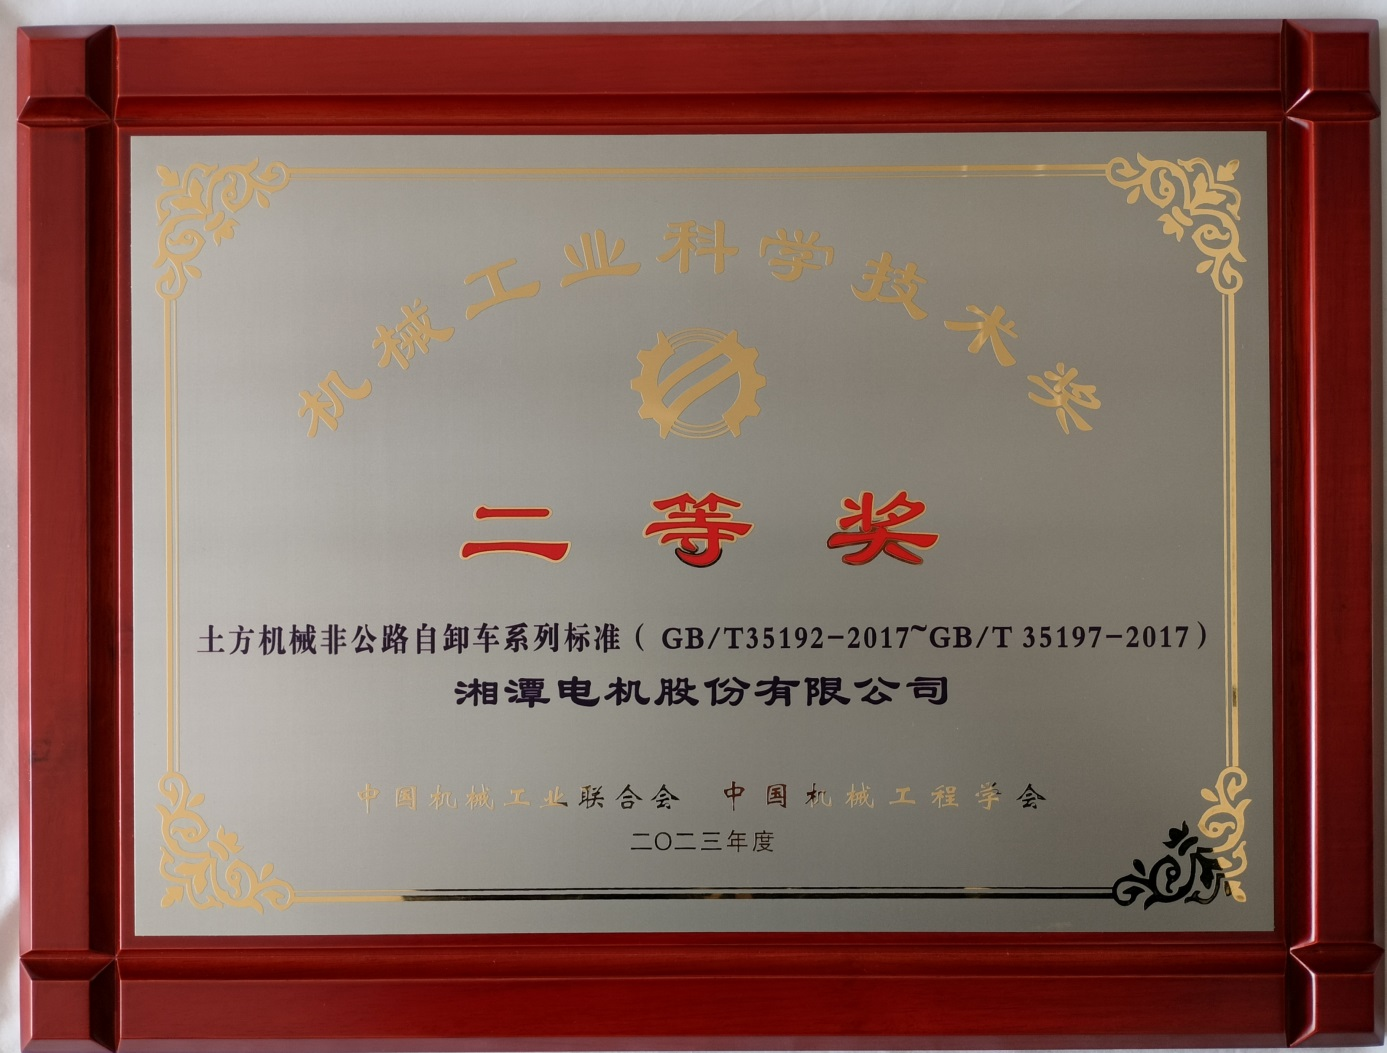 机械工业科学技术奖
二等奖
土方机械非公路自卸车系列标准（ GB/T35192-2017~GB/T 35197-2017）
湘潭电机股份有限公司
中国机械工业联合会 中国机械工程学会
二〇二三年度